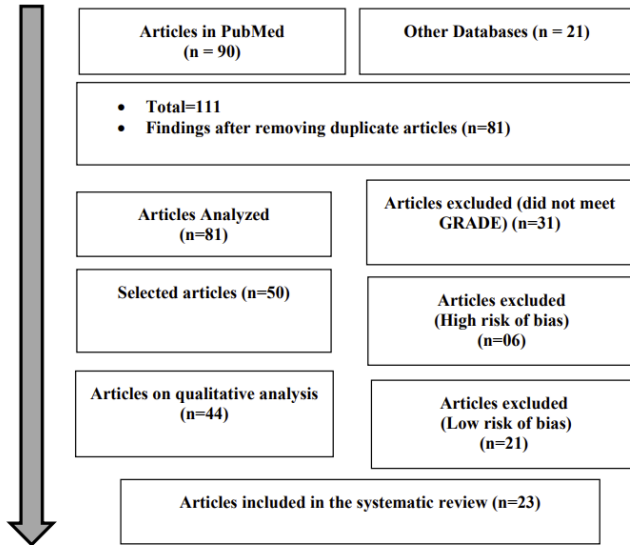 Articles in PubMed
(n = 90)
Other Databases (n = 21)
• Total=111
• Findings after removing duplicate articles (n=81)
Articles Analyzed
(n=81)
Articles excluded (did not meet
GRADE) (n=31)
Selected articles (n=50)
Articles excluded
(High risk of bias)
(n=06)
Articles on qualitative analysis
(n=44)
Articles excluded
(Low risk of bias)
(n=21)
Articles included in the systematic review (n=23)